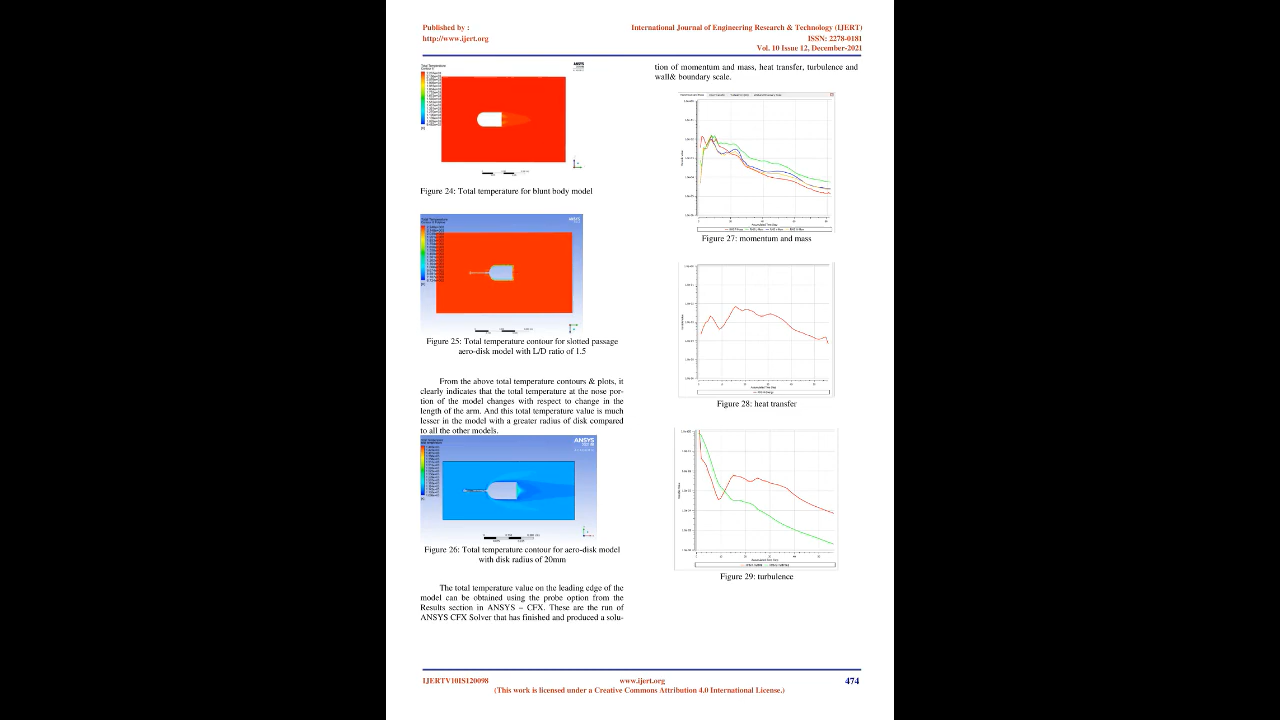 Published by :
http://www.ijert.org
International Journal of Engineering Research & Technology (IJERT)
ISSN: 2278-0181
Vol. 10 Issue 12, December-2021
ANSYS
Figure 24: Total temperature for blunt body model
ANSYS
Figure 25: Total temperature contour for slotted passage
aero-disk model with L/D ratio of 1.5
From the above total temperature contours & plots, it
clearly indicates that the total temperature at the nose por-
tion of the model changes with respect to change in the
length of the arm. And this total temperature value is much
lesser in the model with a greater radius of disk compared
to all the other models.
ANSYS
Figure 26: Total temperature contour for aero-disk model
with disk radius of 20mm
The total temperature value on the leading edge of the
model can be obtained using the probe option from the
Results section in ANSYS – CFX. These are the run of
ANSYS CFX Solver that has finished and produced a solu-
tion of momentum and mass, heat transfer, turbulence and
wall& boundary scale.
Figure 27: momentum and mass
Figure 28: heat transfer
Figure 29: turbulence
IJERTV10IS120098
www.ijert.org
474
(This work is licensed under a Creative Commons Attribution 4.0 International License.)